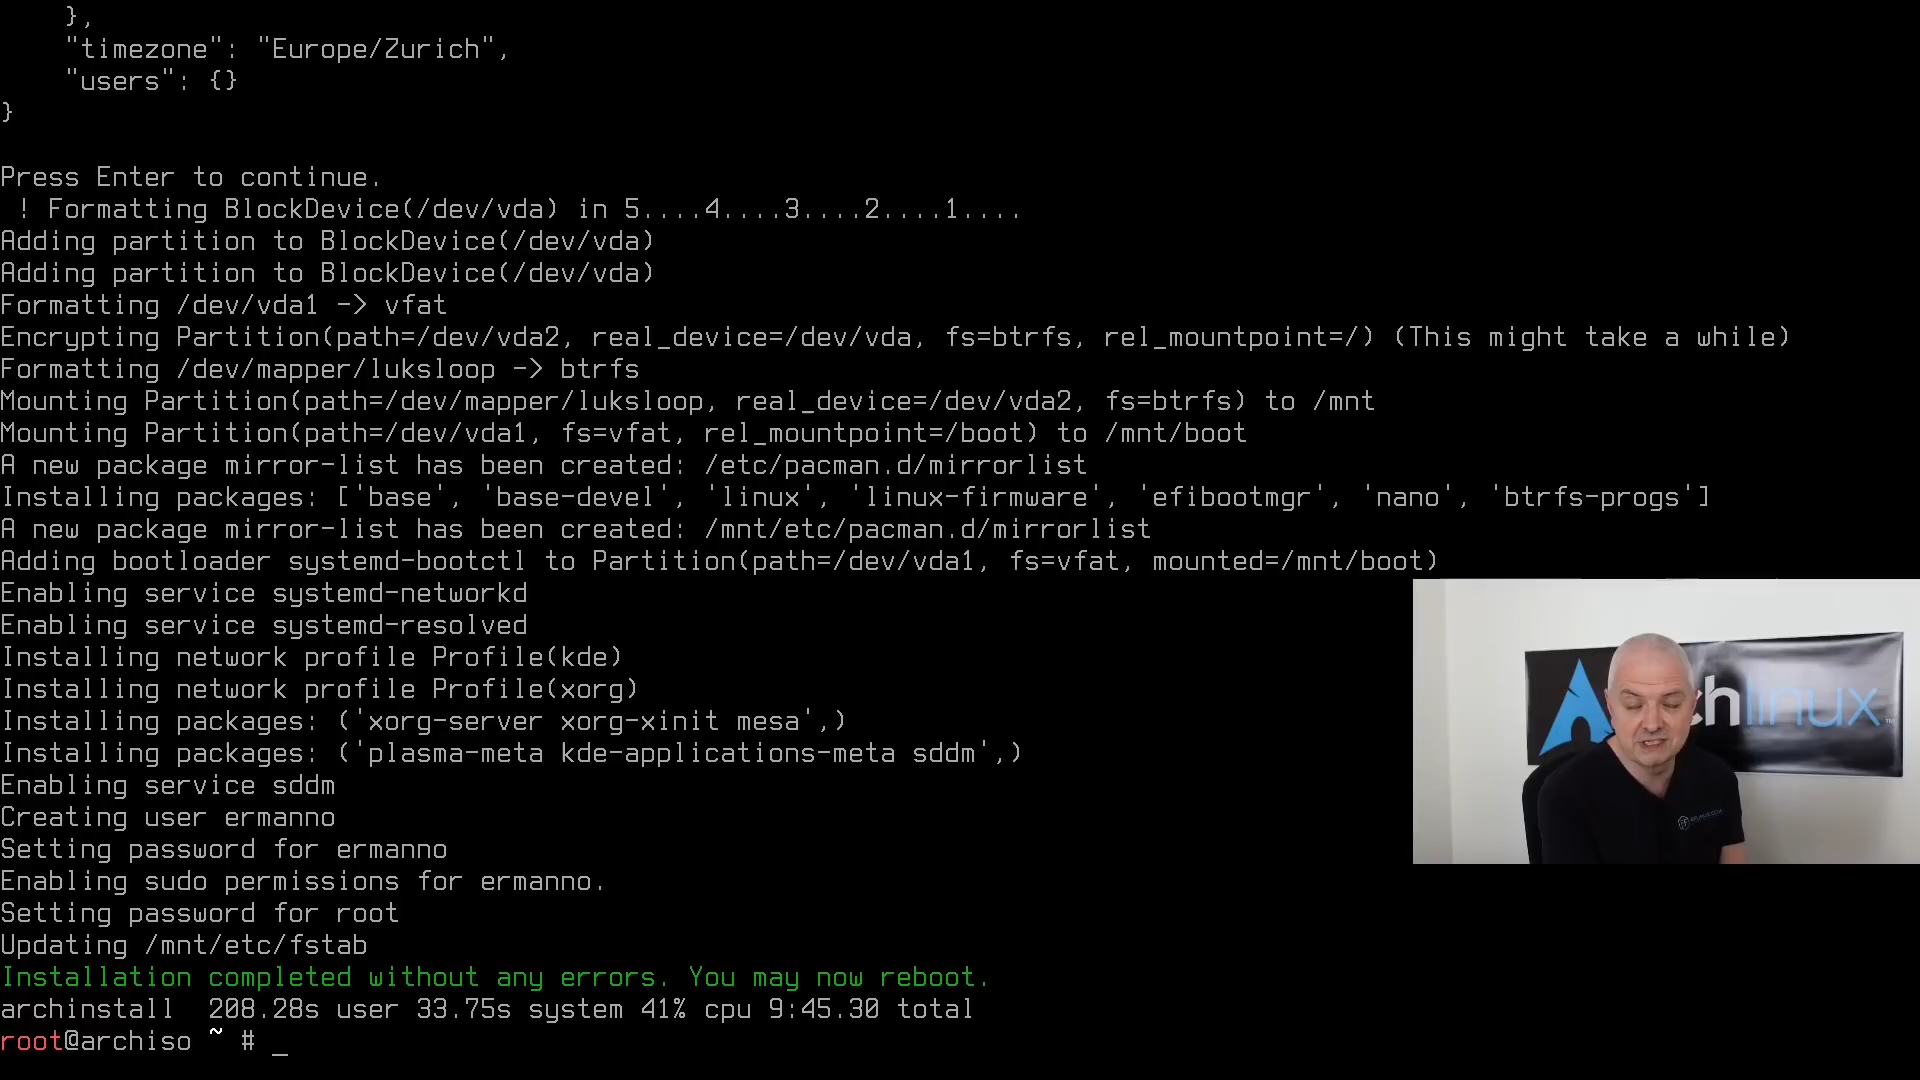 },
    "timezone": "Europe/Zurich",
    "users": {}
}
Press Enter to continue.
 ! Formatting BlockDevice(/dev/vda) in 5....4....3....2....1....
Adding partition to BlockDevice(/dev/vda)
Adding partition to BlockDevice(/dev/vda)
Formatting /dev/vda1 -> vfat
Encrypting Partition(path=/dev/vda2, real_device=/dev/vda, fs=btrfs, rel_mountpoint=/) (This might take a while)
Formatting /dev/mapper/luksloop -> btrfs
Mounting Partition(path=/dev/mapper/luksloop, real_device=/dev/vda2, fs=btrfs) to /mnt
Mounting Partition(path=/dev/vda1, fs=vfat, rel_mountpoint=/boot) to /mnt/boot
A new package mirror-list has been created: /etc/pacman.d/mirrorlist
Installing packages: ['base', 'base-devel', 'linux', 'linux-firmware', 'efibootmgr', 'nano', 'btrfs-progs']
A new package mirror-list has been created: /mnt/etc/pacman.d/mirrorlist
Adding bootloader systemd-bootctl to Partition(path=/dev/vda1, fs=vfat, mounted=/mnt/boot)
Enabling service systemd-networkd
Enabling service systemd-resolved
Installing network profile Profile(kde)
Installing network profile Profile(xorg)
Installing packages: ('xorg-server xorg-xinit mesa',)
Installing packages: ('plasma-meta kde-applications-meta sddm',)
Enabling service sddm
Creating user ermanno
Setting password for ermanno
Enabling sudo permissions for ermanno.
Setting password for root
Updating /mnt/etc/fstab
Installation completed without any errors. You may now reboot.
archinstall  208.28s user 33.75s system 41% cpu 9:45.30 total
root@archiso ~ # _
chlinux™